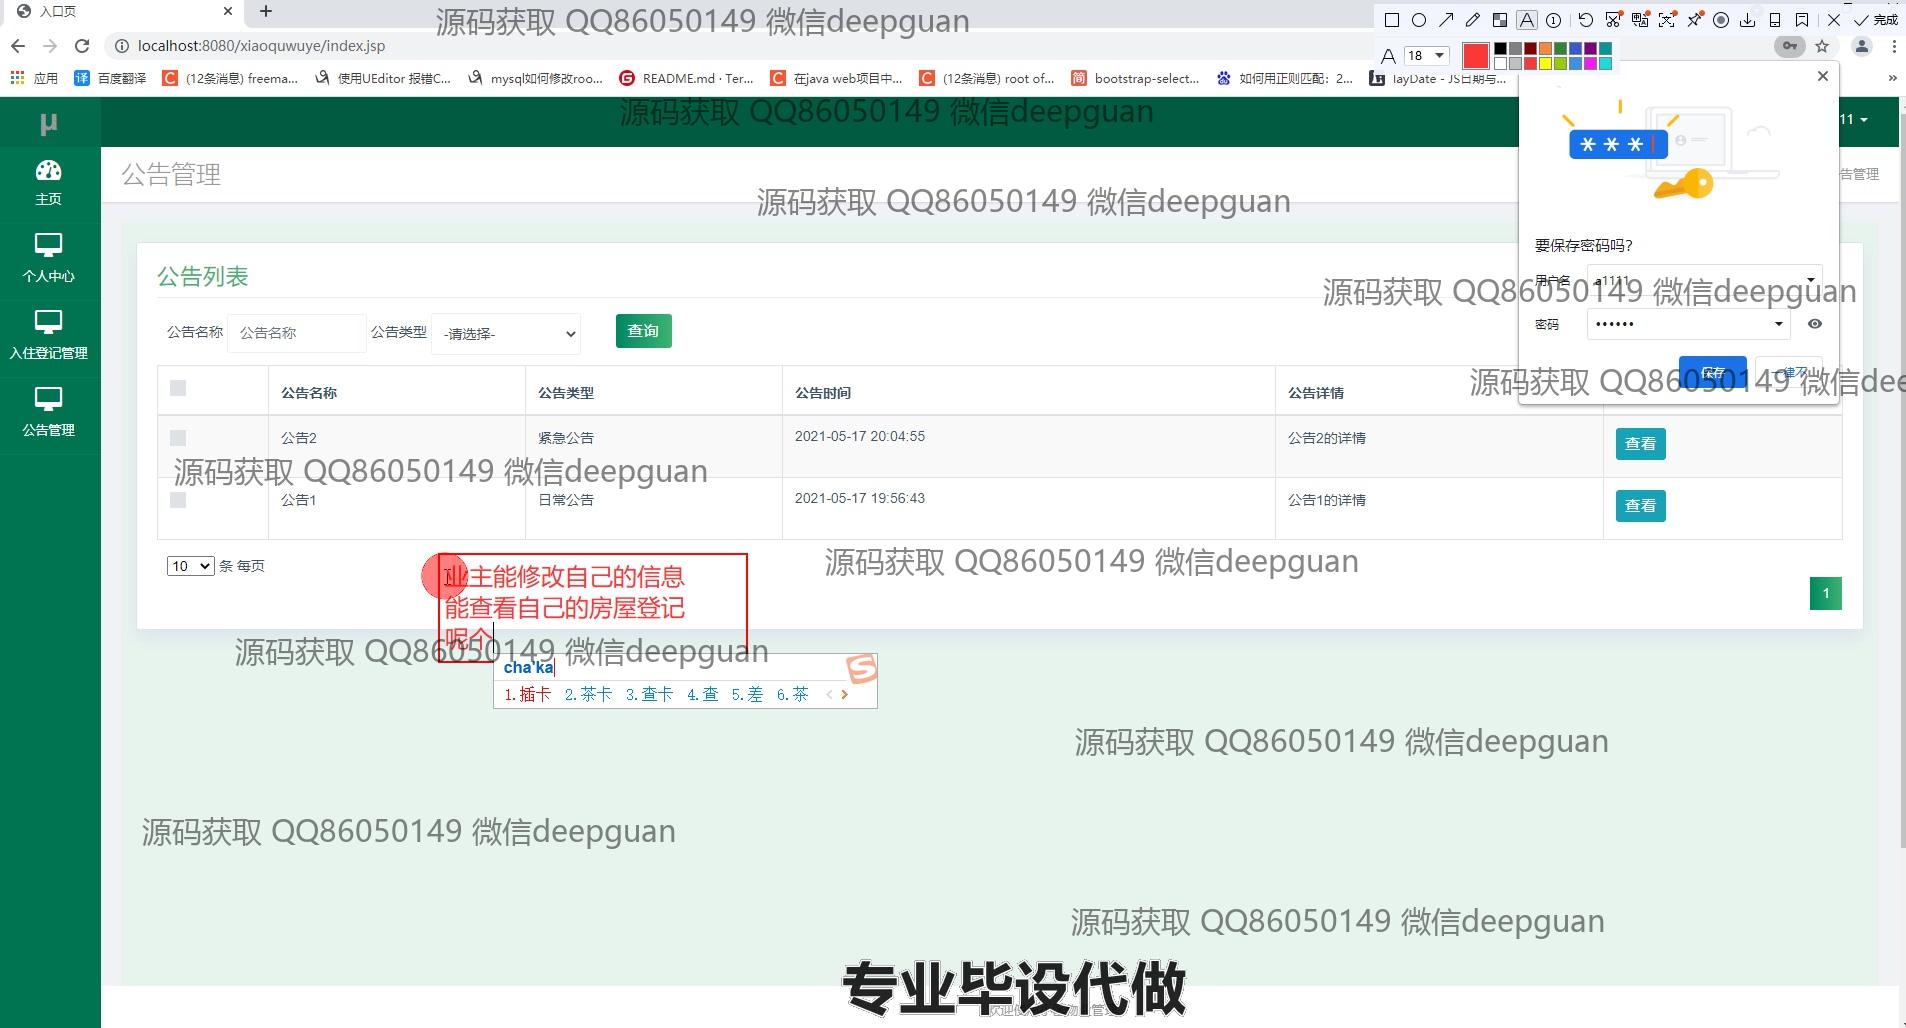 入口页
源码获取 QQ86050149 微信deepguan
完成
localhost:8080/xiaoquwuye/index.jsp
18
应用 百度翻译 (12条消息) freema... 使用UEditor 报错C... mysql如何修改roo... README.md · Ter... 在java web项目中... (12条消息) root of... bootstrap-select... 如何用正则匹配：2... layDate - JS日期与...
源码获取 QQ86050149 微信deepguan
μ
11
主页
公告管理
告管理
源码获取 QQ86050149 微信deepguan
要保存密码吗?
个人中心
公告列表
用户名 a1111
源码获取 QQ86050149 微信deepguan
公告名称 公告名称 公告类型 -请选择- 查询
密码 ••••••
入住登记管理
保存
源码获取 QQ86050149 微信dee
公告名称 公告类型 公告时间 公告详情
公告管理
公告2 紧急公告 2021-05-17 20:04:55 公告2的详情 查看
源码获取 QQ86050149 微信deepguan
公告1 日常公告 2021-05-17 19:56:43 公告1的详情 查看
10 条 每页
源码获取 QQ86050149 微信deepguan
业主能修改自己的信息
能查看自己的房屋登记
呢个
1
源码获取 QQ86050149 微信deepguan
cha'ka
1.插卡 2.茶卡 3.查卡 4.查 5.差 6.茶
源码获取 QQ86050149 微信deepguan
源码获取 QQ86050149 微信deepguan
源码获取 QQ86050149 微信deepguan
专业毕设代做